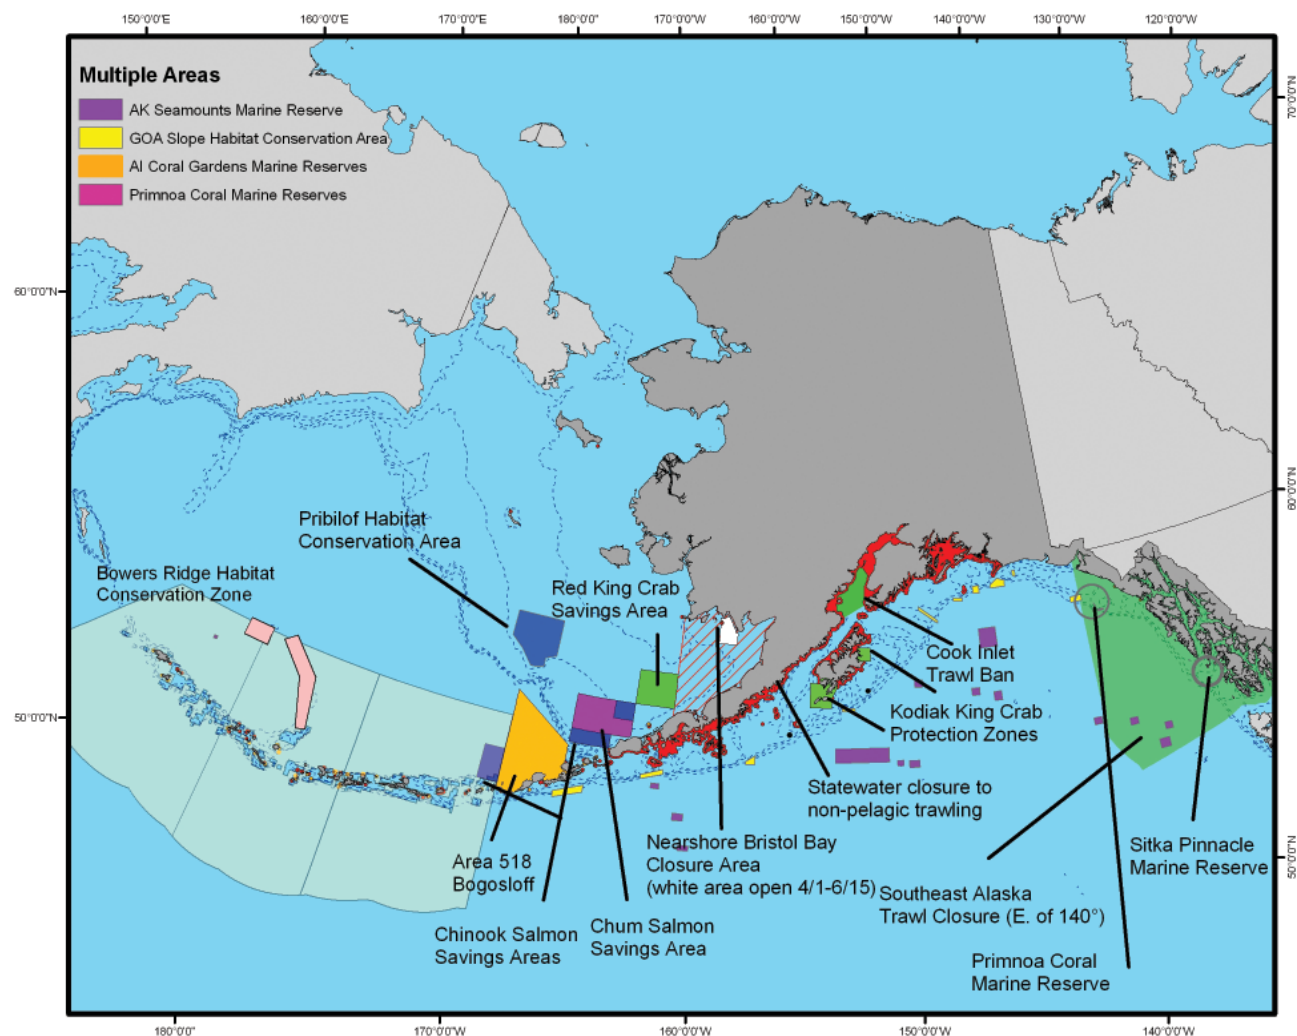 150°0'0"E 160°0'0"E 170°0'0"E 180°0'0" 170°0'0"W 160°0'0"W 150°0'0"W 140°0'0"W 130°0'0"W 120°0'0"W
Multiple Areas
AK Seamounts Marine Reserve
GOA Slope Habitat Conservation Area
AI Coral Gardens Marine Reserves
Primnoa Coral Marine Reserves
70°0'0"N
60°0'0"N
60°0'0"N
Pribilof Habitat
Conservation Area
Bowers Ridge Habitat
Conservation Zone
Red King Crab
Savings Area
Cook Inlet
Trawl Ban
Kodiak King Crab
Protection Zones
50°0'0"N
Statewater closure to
non-pelagic trawling
Nearshore Bristol Bay
Closure Area
(white area open 4/1-6/15)
Area 518
Bogosloff
Sitka Pinnacle
Marine Reserve
50°0'0"N
Southeast Alaska
Trawl Closure (E. of 140°)
Chinook Salmon
Savings Areas
Chum Salmon
Savings Area
Primnoa Coral
Marine Reserve
180°0'0" 170°0'0"W 160°0'0"W 150°0'0"W 140°0'0"W